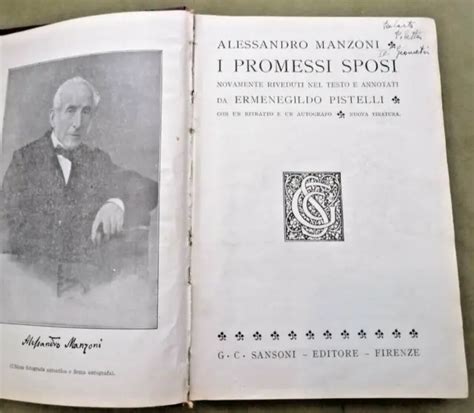 Alessandro Manzoni
ALESSANDRO MANZONI
I PROMESSI SPOSI
NOVAMENTE RIVEDUTI NEL TESTO E ANNOTATI
DA ERMENEGILDO PISTELLI
CON UN RITRATTO E UN AUTOGRAFO NUOVA TIRATURA.
G. C. SANSONI – EDITORE – FIRENZE